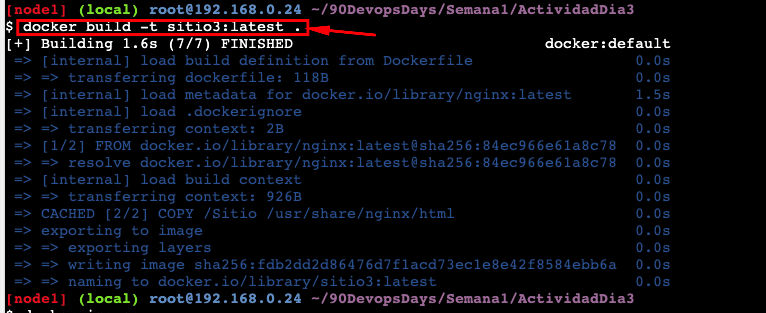 [node1] (local) root@192.168.0.24 ~/90DevopsDays/Semana1/ActividadDia3
$ docker build -t sitio3:latest .
[+] Building 1.6s (7/7) FINISHED docker:default
=> [internal] load build definition from Dockerfile 0.0s
=> => transferring dockerfile: 118B 0.0s
=> [internal] load metadata for docker.io/library/nginx:latest 1.5s
=> [internal] load .dockerignore 0.0s
=> => transferring context: 2B 0.0s
=> [1/2] FROM docker.io/library/nginx:latest@sha256:84ec966e61a8c78 0.0s
=> => resolve docker.io/library/nginx:latest@sha256:84ec966e61a8c78 0.0s
=> [internal] load build context 0.0s
=> => transferring context: 926B 0.0s
=> CACHED [2/2] COPY /Sitio /usr/share/nginx/html 0.0s
=> exporting to image 0.0s
=> => exporting layers 0.0s
=> => writing image sha256:fdb2dd2d86476d7f1acd73ec1e8e42f8584ebb6a 0.0s
=> => naming to docker.io/library/sitio3:latest 0.0s
[node1] (local) root@192.168.0.24 ~/90DevopsDays/Semana1/ActividadDia3